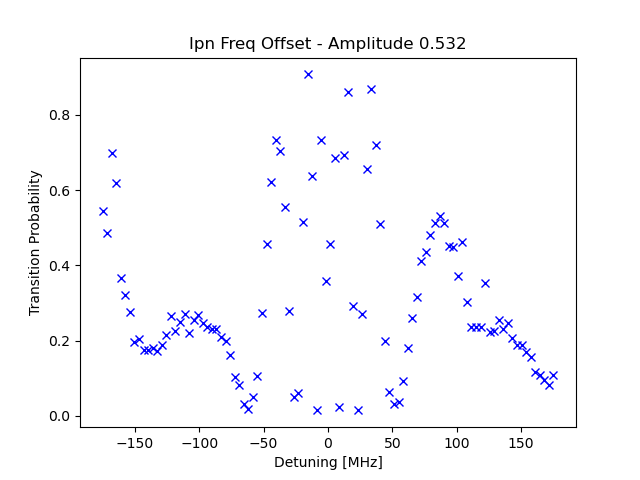 Ipn Freq Offset - Amplitude 0.532
Transition Probability
0.8
0.6
0.4
0.2
0.0
−150 −100 −50 0 50 100 150
Detuning [MHz]